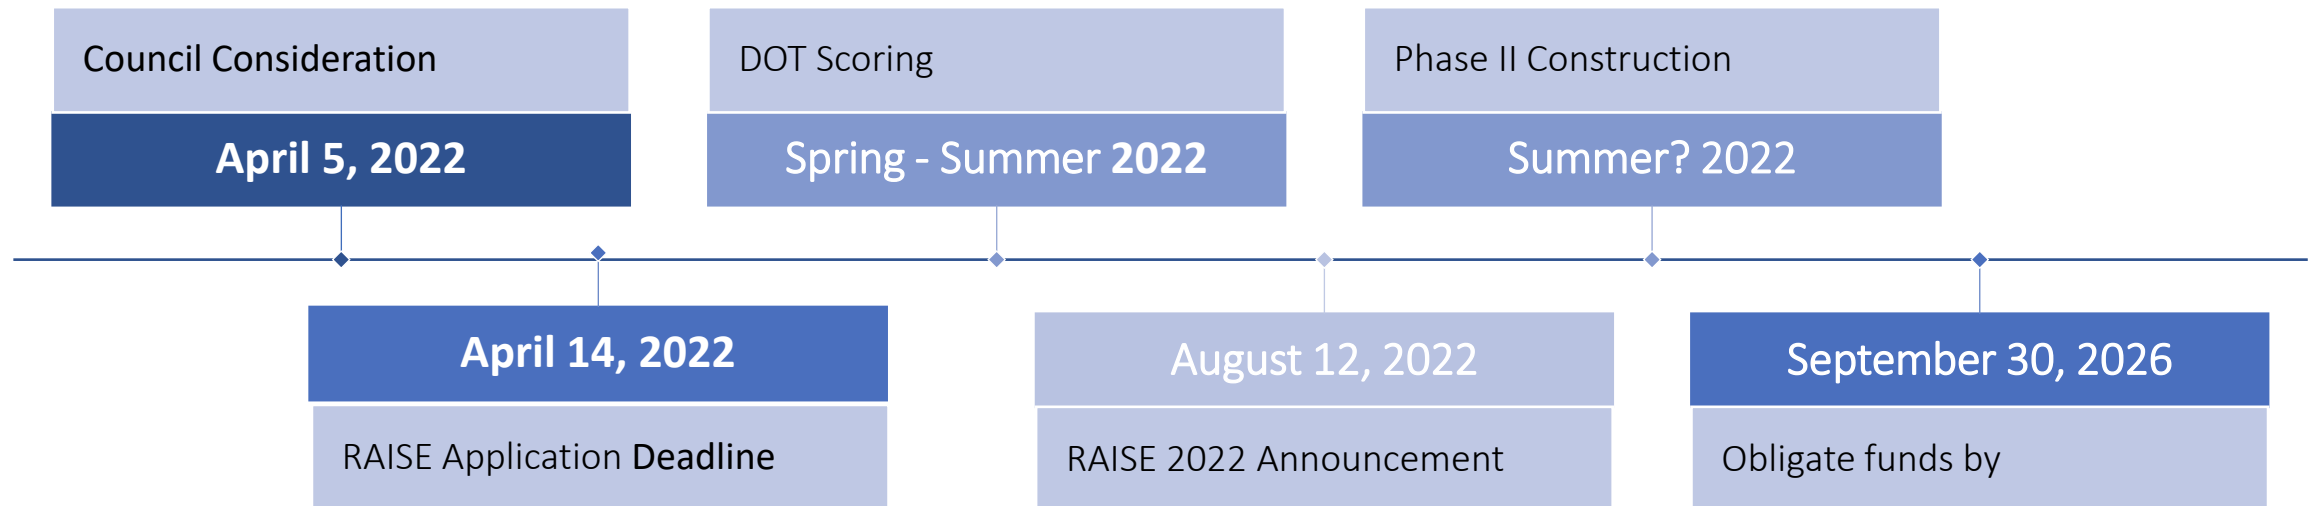 Council Consideration
April 5, 2022
April 14, 2022
RAISE Application Deadline
DOT Scoring
Spring - Summer 2022
August 12, 2022
RAISE 2022 Announcement
Phase II Construction
Summer? 2022
September 30, 2026
Obligate funds by